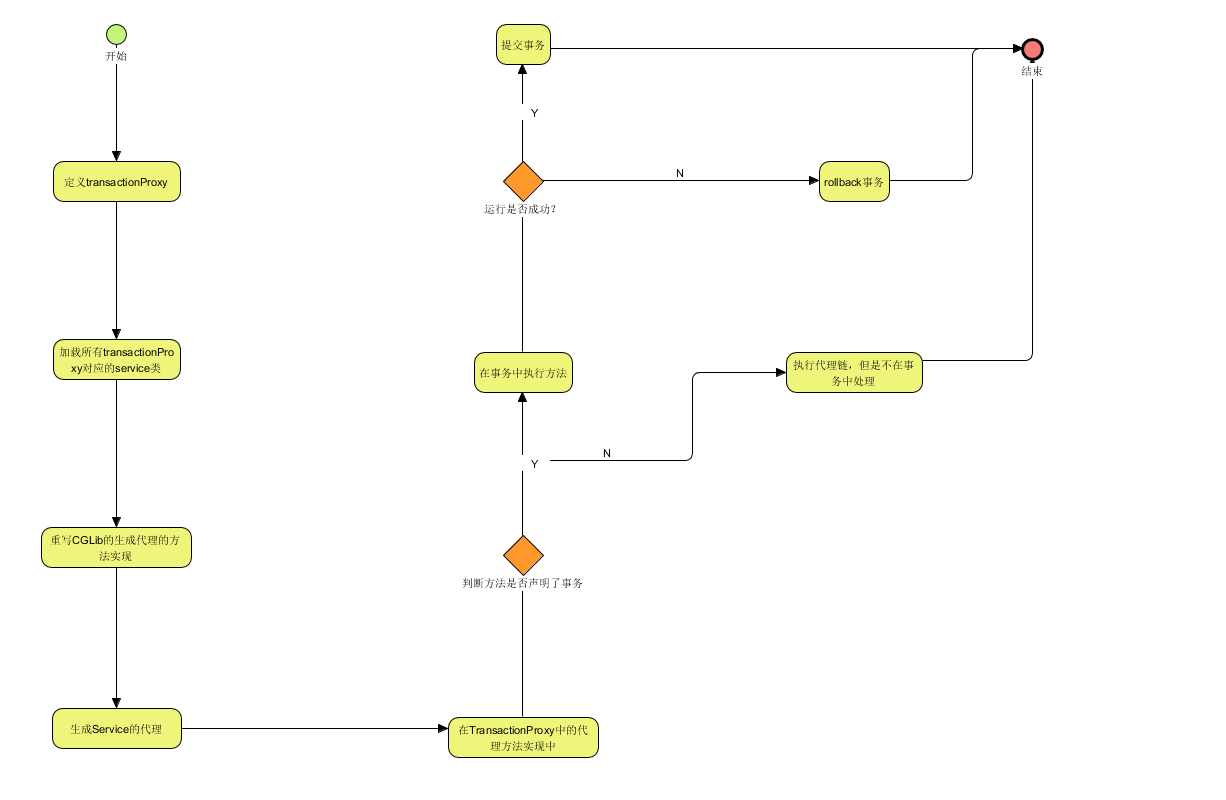 开始
定义transactionProxy
加载所有transactionPro
xy对应的service类
重写CGLib的生成代理的方
法实现
生成Service的代理
在TransactionProxy中的代
理方法实现中
判断方法是否声明了事务
Y
N
在事务中执行方法
执行代理链，但是不在事
务中处理
运行是否成功?
Y
N
rollback事务
提交事务
结束